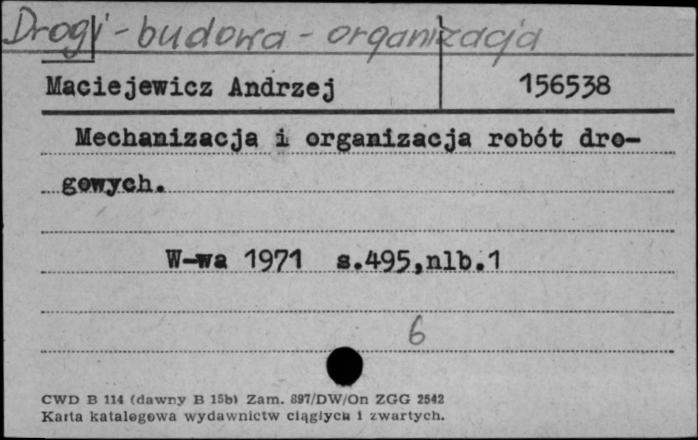 Drogi - budowa - organizacja
Maciejewicz Andrzej 156538
Mechanizacja i organizacja robót dro-
gowych.
W-wa 1971 s.495,nlb.1
6
CWD B 114 (dawny B 15b) Zam. 897/DW/On ZGG 2542
Karta katalogowa wydawnictw ciągłych i zwartych.